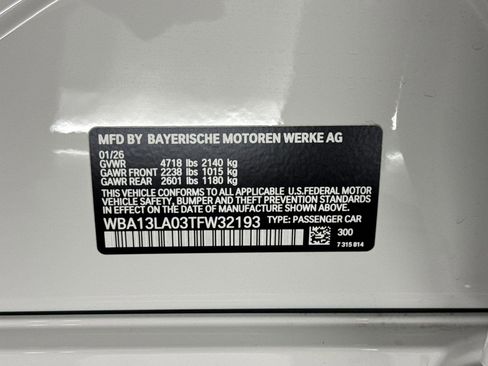 MFD BY BAYERISCHE MOTOREN WERKE AG
01/26
GVWR 4718 lbs 2140 kg
GAWR FRONT 2238 lbs 1015 kg
GAWR REAR 2601 lbs 1180 kg
THIS VEHICLE CONFORMS TO ALL APPLICABLE U.S.FEDERAL MOTOR
VEHICLE SAFETY, BUMPER AND THEFT PREVENTION STANDARDS IN
EFFECT ON THE DATE OF MANUFACTURE SHOWN ABOVE.
WBA13LA03TFW32193 TYPE: PASSENGER CAR
300
7 315 814